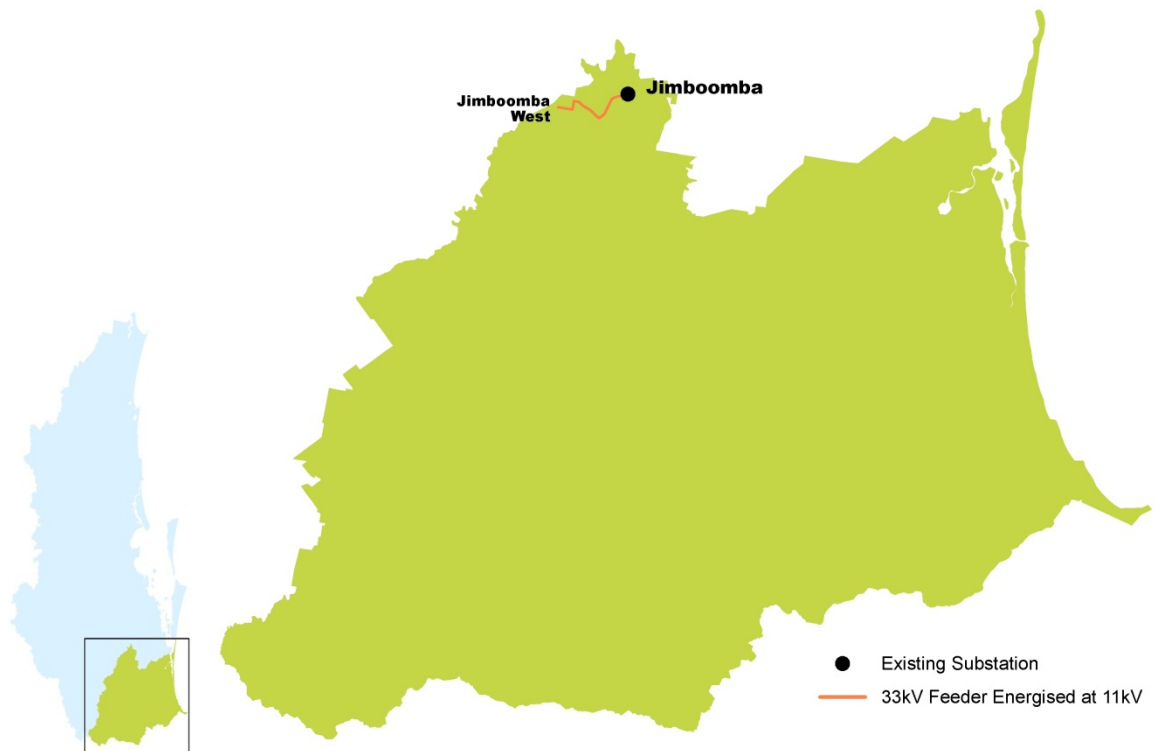 Jimboomba
Jimboomba
West
Existing Substation
33kV Feeder Energised at 11kV